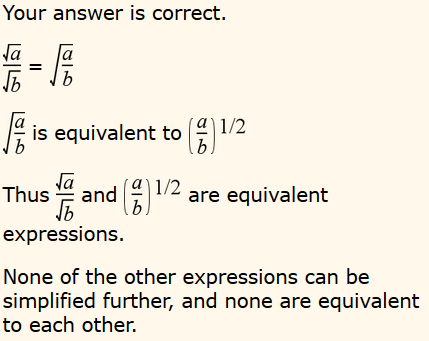 Your answer is correct.
√a/√b = √(a/b)
√(a/b) is equivalent to (a/b)^1/2
Thus √a/√b and (a/b)^1/2 are equivalent
expressions.
None of the other expressions can be
simplified further, and none are equivalent
to each other.